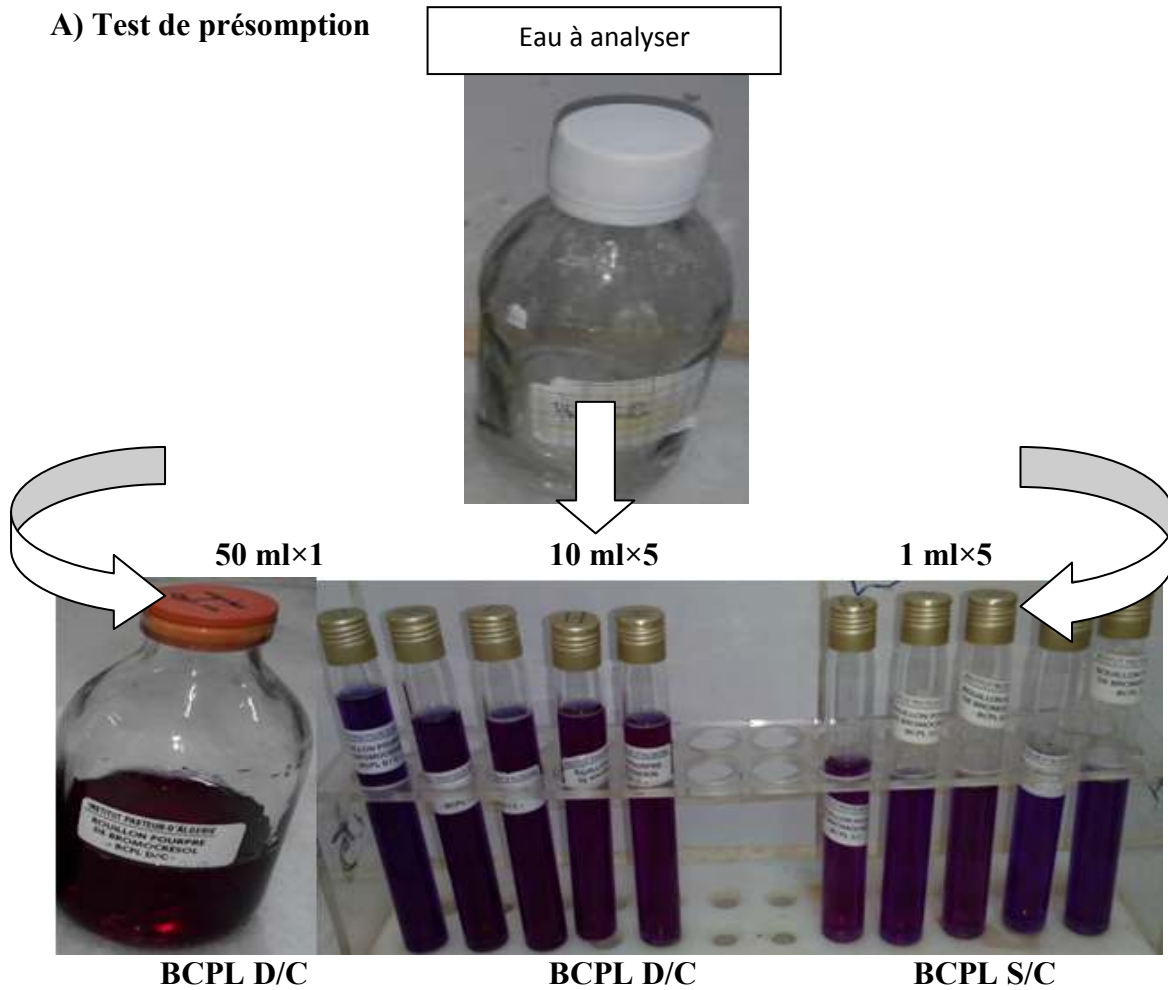 A) Test de présomption
Eau à analyser
50 ml×1
10 ml×5
1 ml×5
INSTITUT PASTEUR D'ALGERIE
BOUILLON POURPRE
DE BROMOCRESOL
- BCPL D/C -
BCPL D/C
BCPL D/C
BCPL S/C